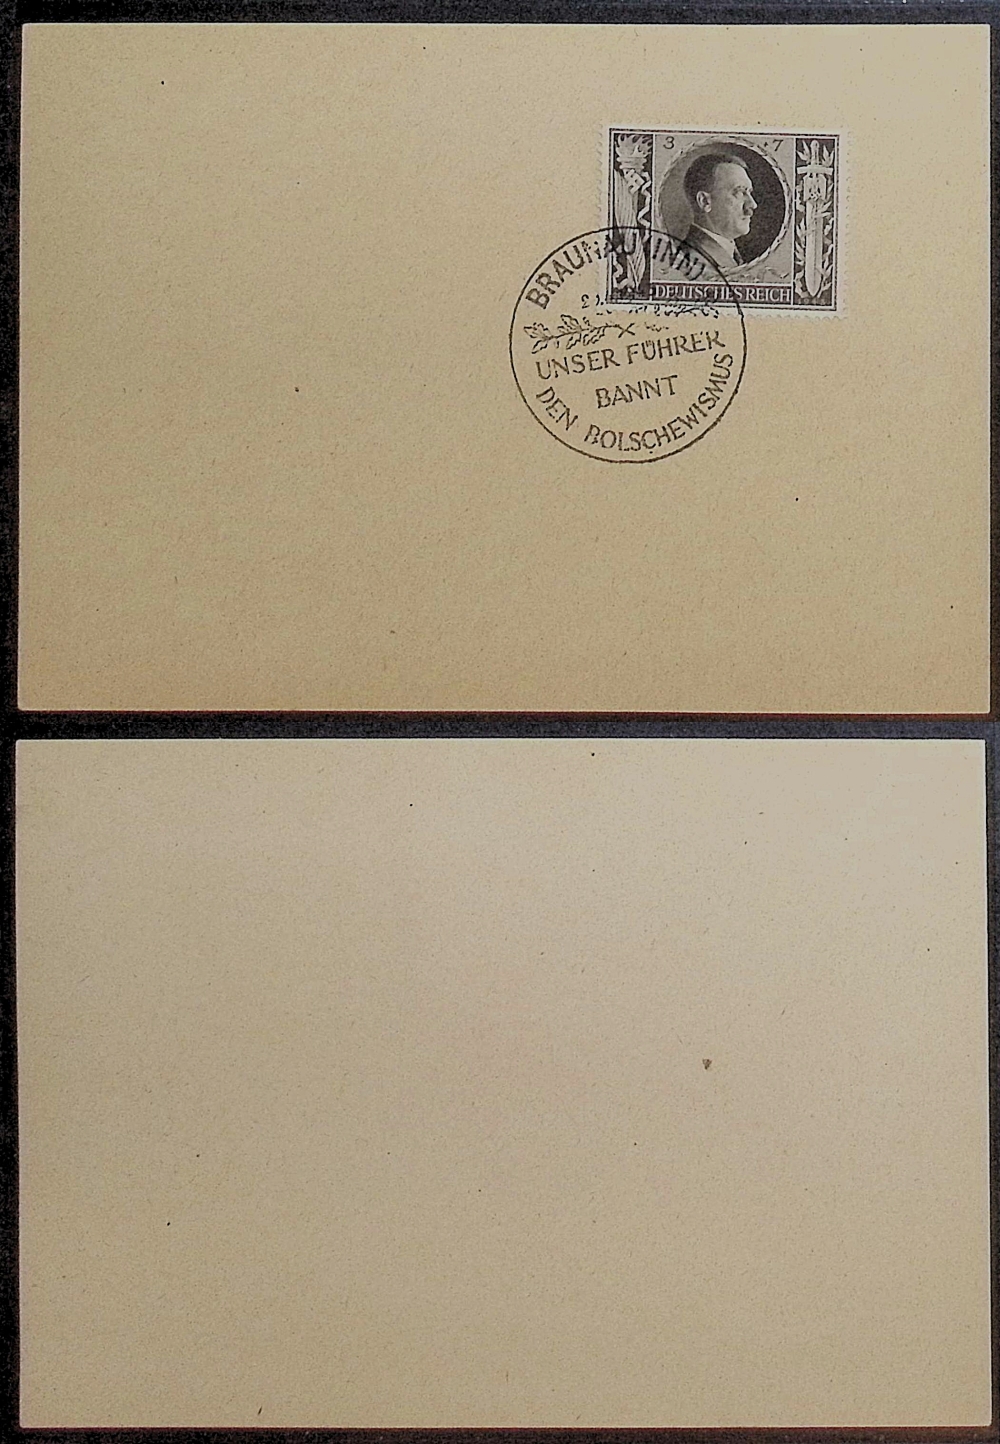 3 + 7
DEUTSCHES REICH
BRAUNAU (INN)
UNSER FÜHRER
BANNT
DEN BOLSCHEWISMUS